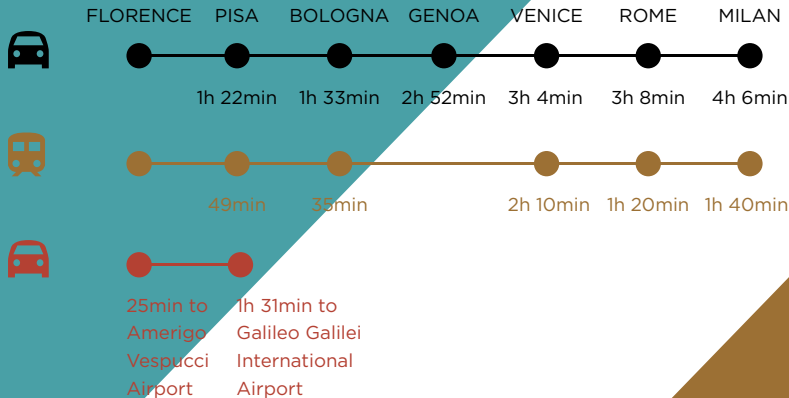 FLORENCE PISA BOLOGNA GENOA VENICE ROME MILAN
1h 22min 1h 33min 2h 52min 3h 4min 3h 8min 4h 6min
49min 35min 2h 10min 1h 20min 1h 40min
25min to
Amerigo
Vespucci
Airport
1h 31min to
Galileo Galilei
International
Airport